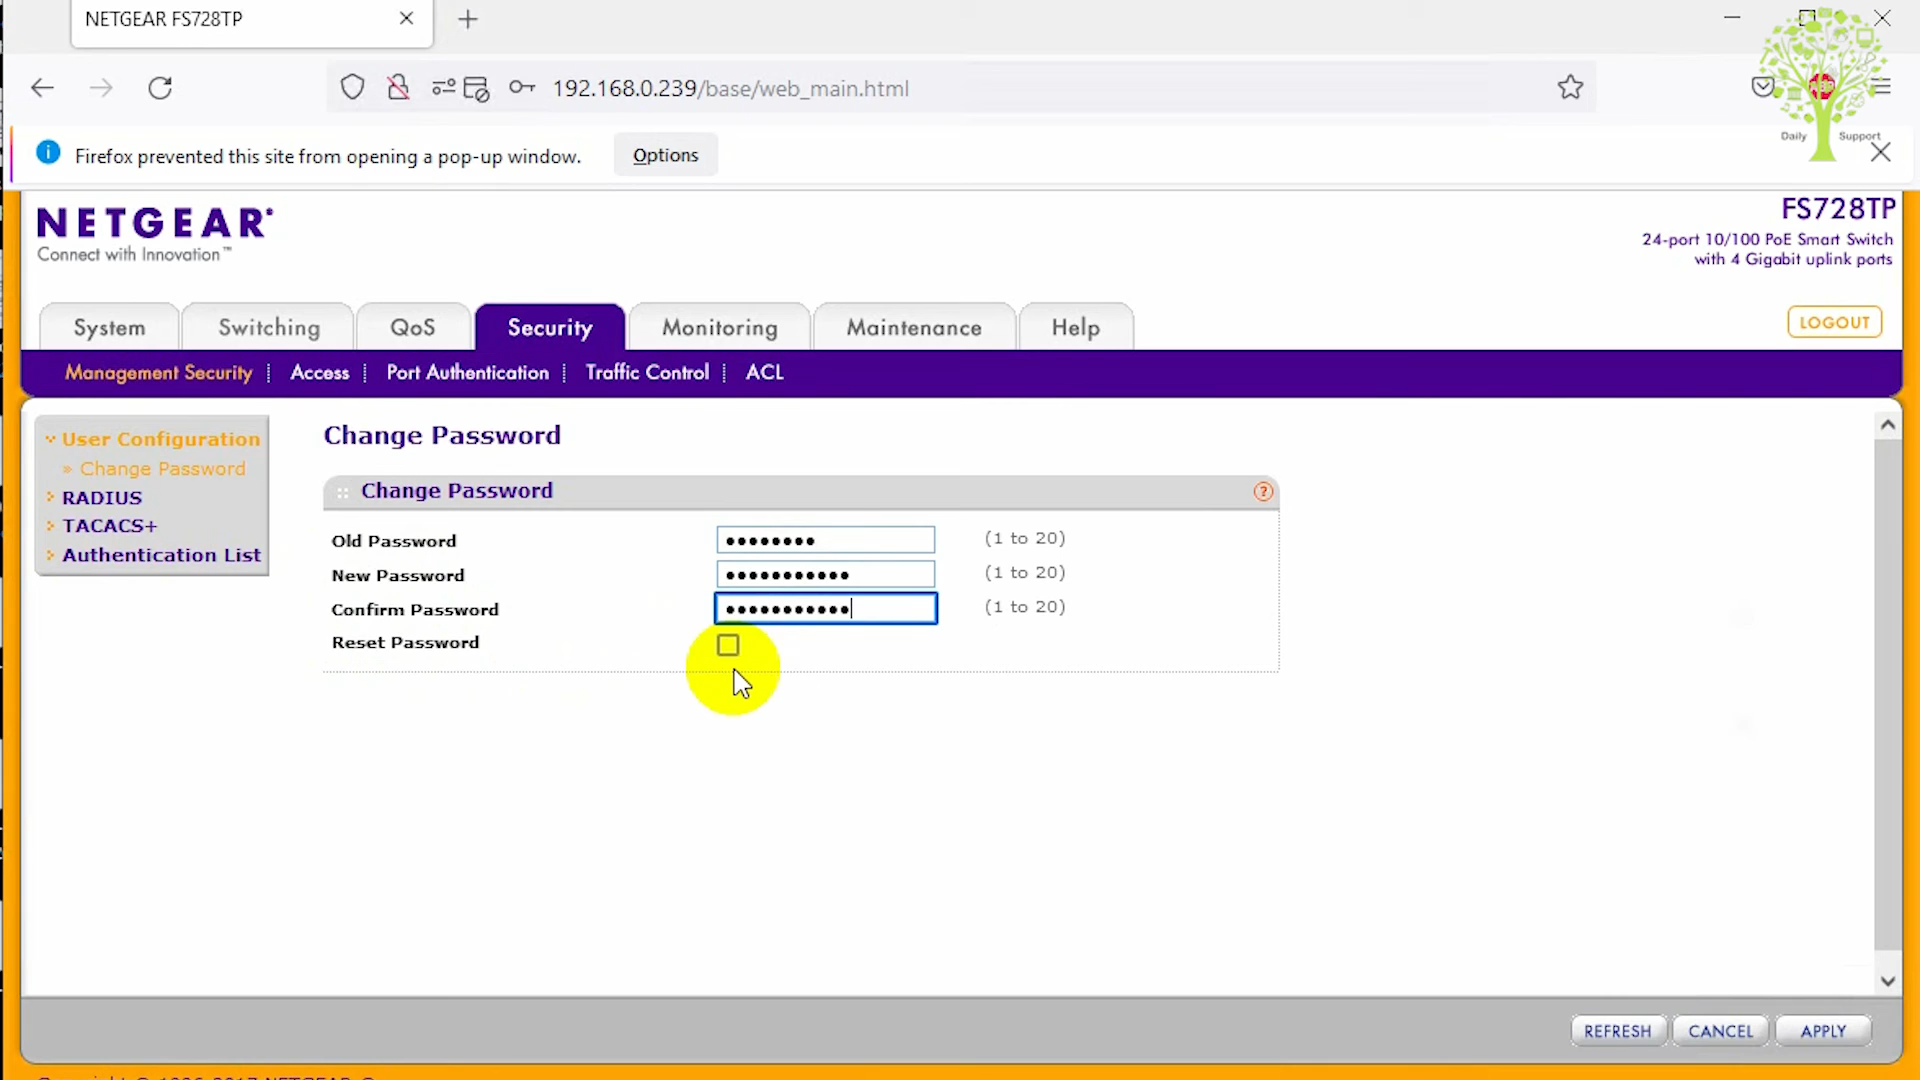 NETGEAR FS728TP
192.168.0.239/base/web_main.html
Daily Support
Firefox prevented this site from opening a pop-up window. Options
NETGEAR
Connect with Innovation™
FS728TP
24-port 10/100 PoE Smart Switch
with 4 Gigabit uplink ports
System Switching QoS Security Monitoring Maintenance Help
LOGOUT
Management Security Access Port Authentication Traffic Control ACL
User Configuration
» Change Password
RADIUS
TACACS+
Authentication List
Change Password
Change Password ?
Old Password •••••••• (1 to 20)
New Password ••••••••••• (1 to 20)
Confirm Password ••••••••••• (1 to 20)
Reset Password
REFRESH CANCEL APPLY